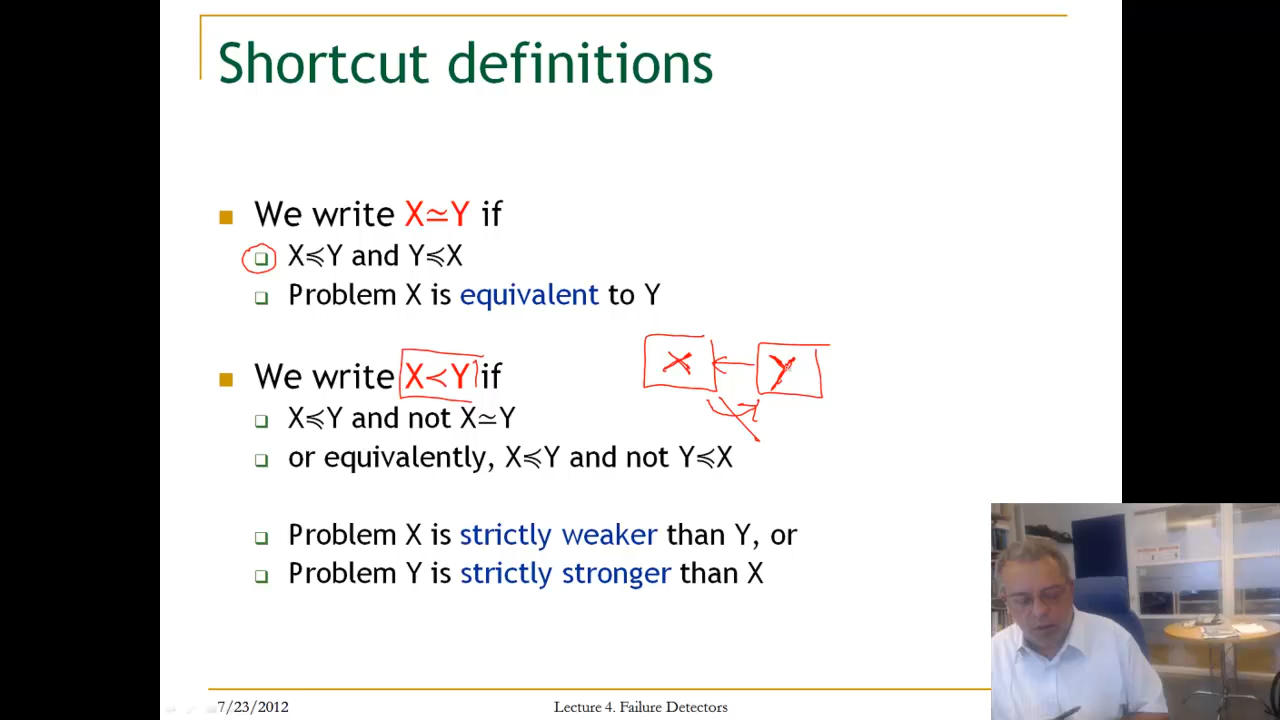 Shortcut definitions
We write X≃Y if
X≼Y and Y≼X
Problem X is equivalent to Y
X Y
We write X≺Y if
X≼Y and not X≃Y
or equivalently, X≼Y and not Y≼X
Problem X is strictly weaker than Y, or
Problem Y is strictly stronger than X
7/23/2012
Lecture 4. Failure Detectors